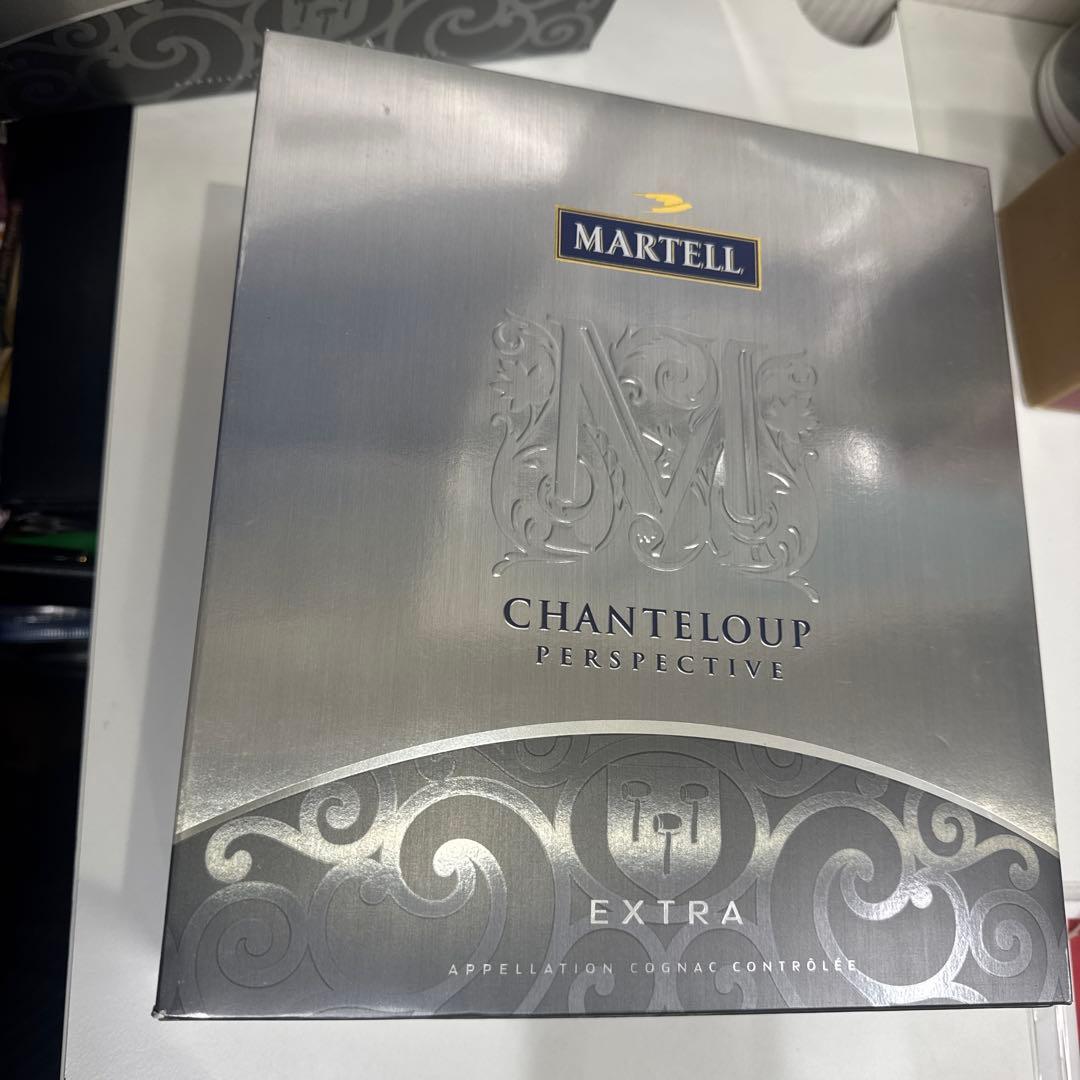 MARTELL
CHANTELOUP
PERSPECTIVE
EXTRA
APPELLATION COGNAC CONTRÔLÉE